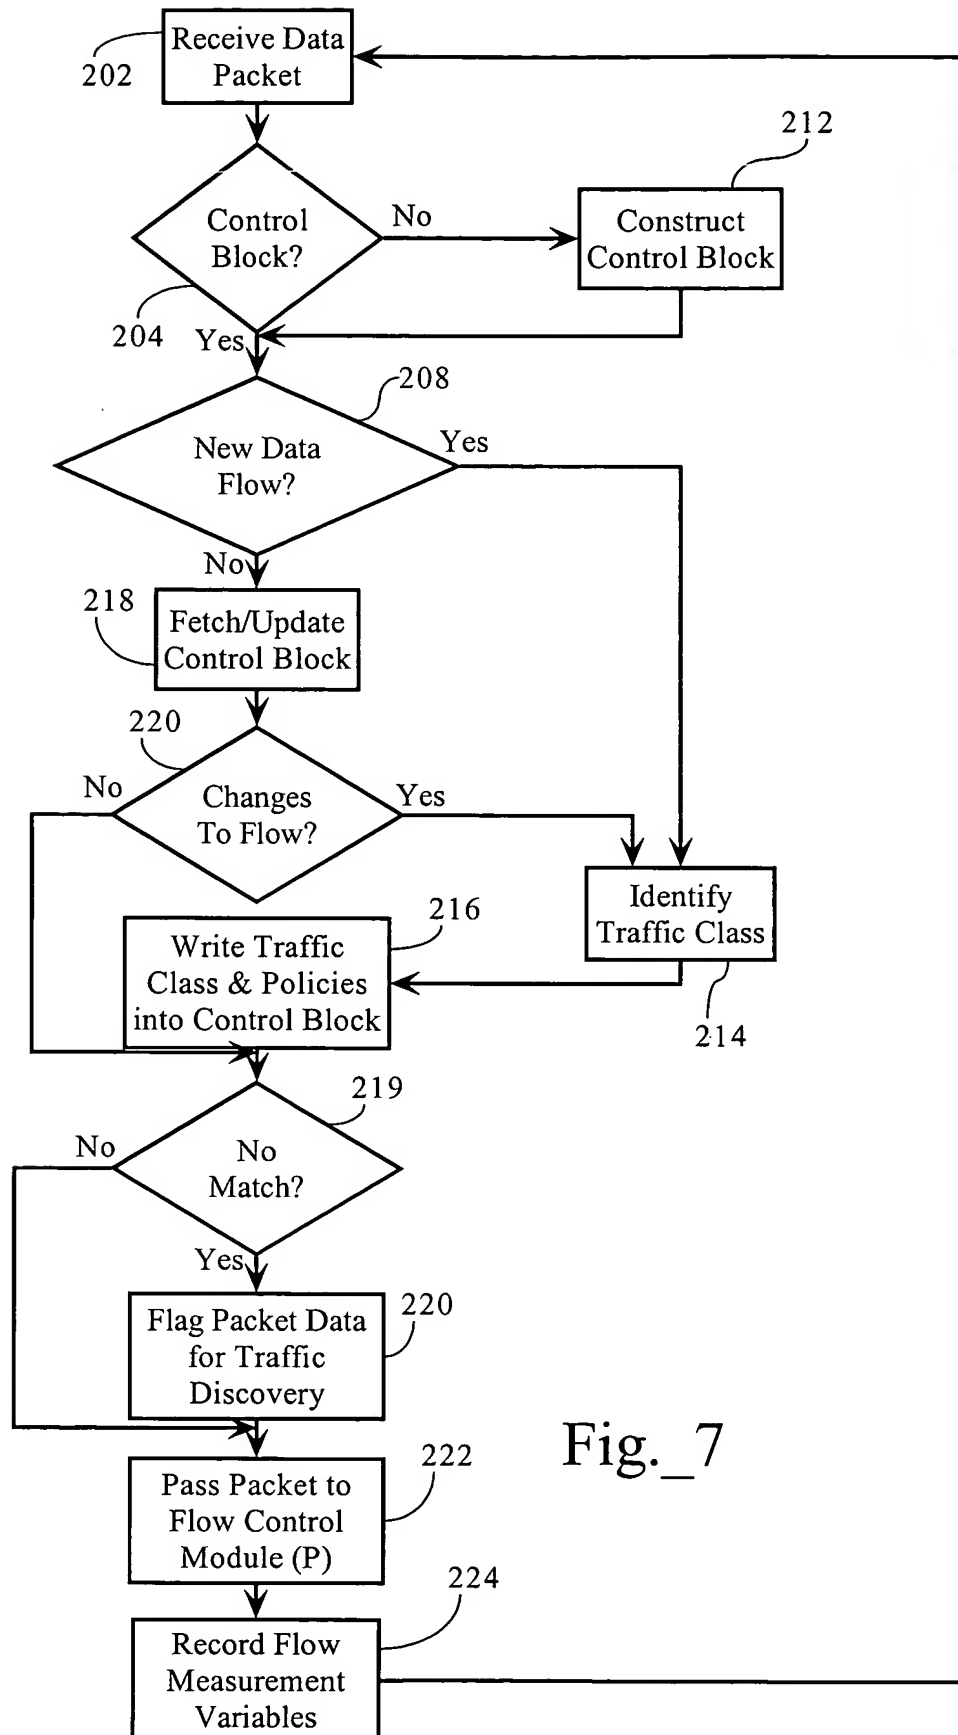 Receive Data
Packet
202
212
Control
Block?
No
Construct
Control Block
204
Yes
208
New Data
Flow?
Yes
No
218
Fetch/Update
Control Block
220
No
Changes
To Flow?
Yes
Identify
Traffic Class
216
Write Traffic
Class & Policies
into Control Block
214
219
No
No
Match?
Yes
Flag Packet Data
for Traffic
Discovery
220
Fig._7
Pass Packet to
Flow Control
Module (P)
222
224
Record Flow
Measurement
Variables